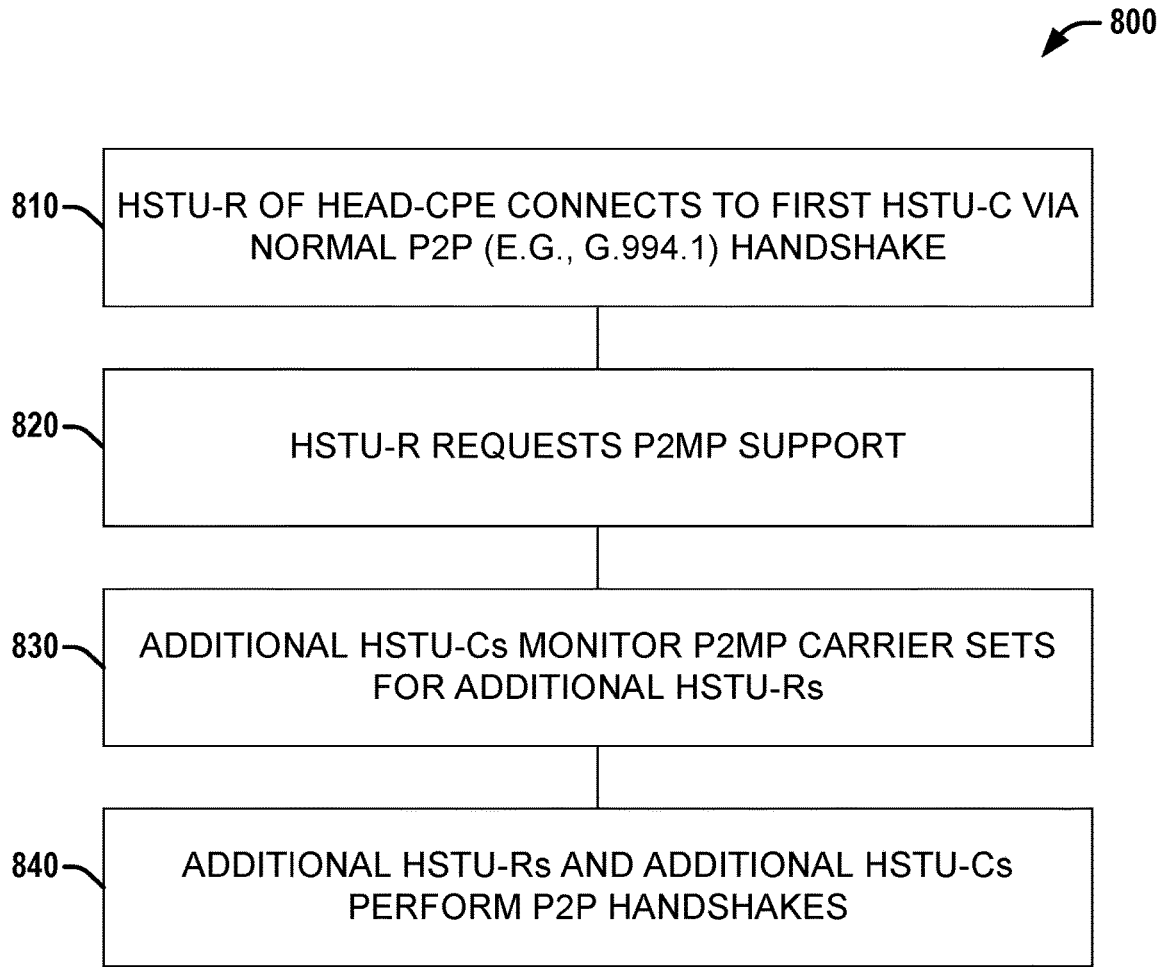 800
810
HSTU-R OF HEAD-CPE CONNECTS TO FIRST HSTU-C VIA
NORMAL P2P (E.G., G.994.1) HANDSHAKE
820
HSTU-R REQUESTS P2MP SUPPORT
830
ADDITIONAL HSTU-Cs MONITOR P2MP CARRIER SETS
FOR ADDITIONAL HSTU-Rs
840
ADDITIONAL HSTU-Rs AND ADDITIONAL HSTU-Cs
PERFORM P2P HANDSHAKES